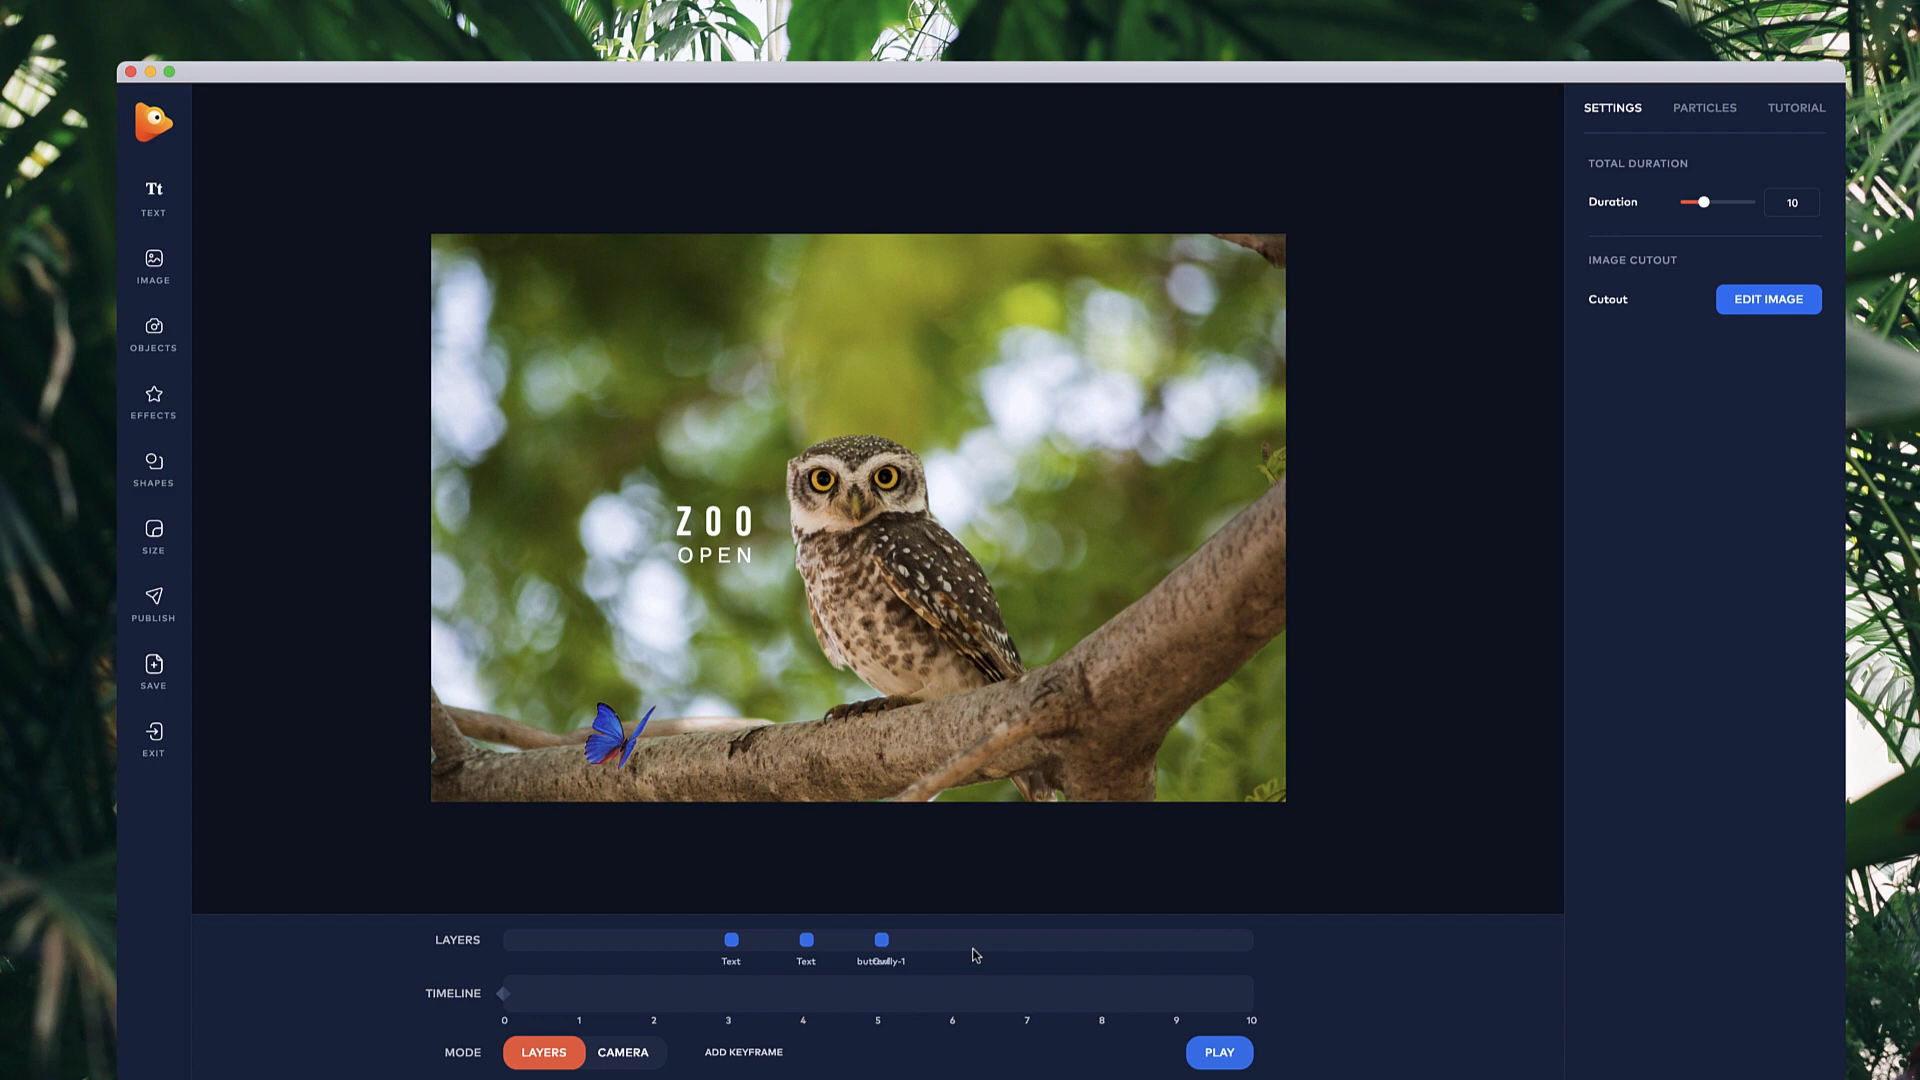 Tt
TEXT
IMAGE
OBJECTS
EFFECTS
SHAPES
SIZE
PUBLISH
SAVE
EXIT
ZOO
OPEN
SETTINGS PARTICLES TUTORIAL
TOTAL DURATION
Duration 10
IMAGE CUTOUT
Cutout EDIT IMAGE
LAYERS
Text Text
TIMELINE
0 1 2 3 4 5 6 7 8 9 10
MODE LAYERS CAMERA ADD KEYFRAME PLAY